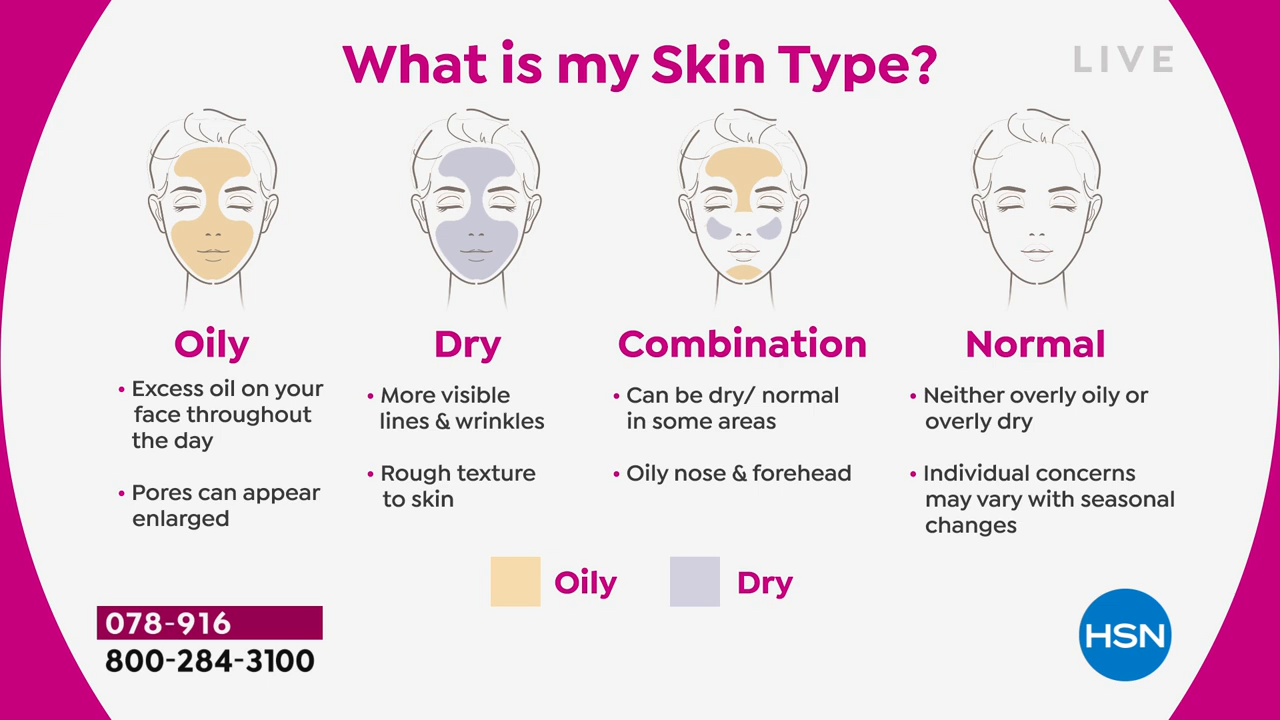 What is my Skin Type?
LIVE
Oily
• Excess oil on your
face throughout
the day
• Pores can appear
enlarged
Dry
• More visible
lines & wrinkles
• Rough texture
to skin
Combination
• Can be dry/ normal
in some areas
• Oily nose & forehead
Normal
• Neither overly oily or
overly dry
• Individual concerns
may vary with seasonal
changes
Oily
Dry
078-916
800-284-3100
HSN